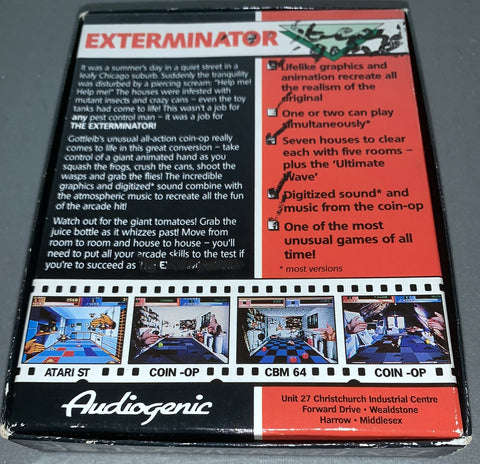 EXTERMINATOR
It was a summer's day in a quiet street in a
leafy Chicago suburb. Suddenly the tranquility
was disturbed by a piercing scream: "Help me!
Help me!" The houses were infested with
mutant insects and crazy cans – even the toy
tanks had come to life! This wasn't a job for
any pest control man – it was a job for
THE EXTERMINATOR!
Gottleib's unusual all-action coin-op really
comes to life in this great conversion – take
control of a giant animated hand as you
squash the frogs, crush the cans, shoot the
wasps and grab the flies! The incredible
graphics and digitized* sound combine with
the atmospheric music to recreate all the fun
of the arcade hit!
Watch out for the giant tomatoes! Grab the
juice bottle as it whizzes past! Move from
room to room and house to house – you'll
need to put all your arcade skills to the test if
you're to succeed as
Lifelike graphics and
animation recreate all
the realism of the
original
One or two can play
simultaneously*
Seven houses to clear
each with five rooms –
plus the 'Ultimate
Wave'
Digitized sound* and
music from the coin-op
One of the most
unusual games of all
time!
* most versions
ATARI ST
COIN -OP
CBM 64
COIN -OP
Audiogenic
Unit 27 Christchurch Industrial Centre
Forward Drive • Wealdstone
Harrow • Middlesex